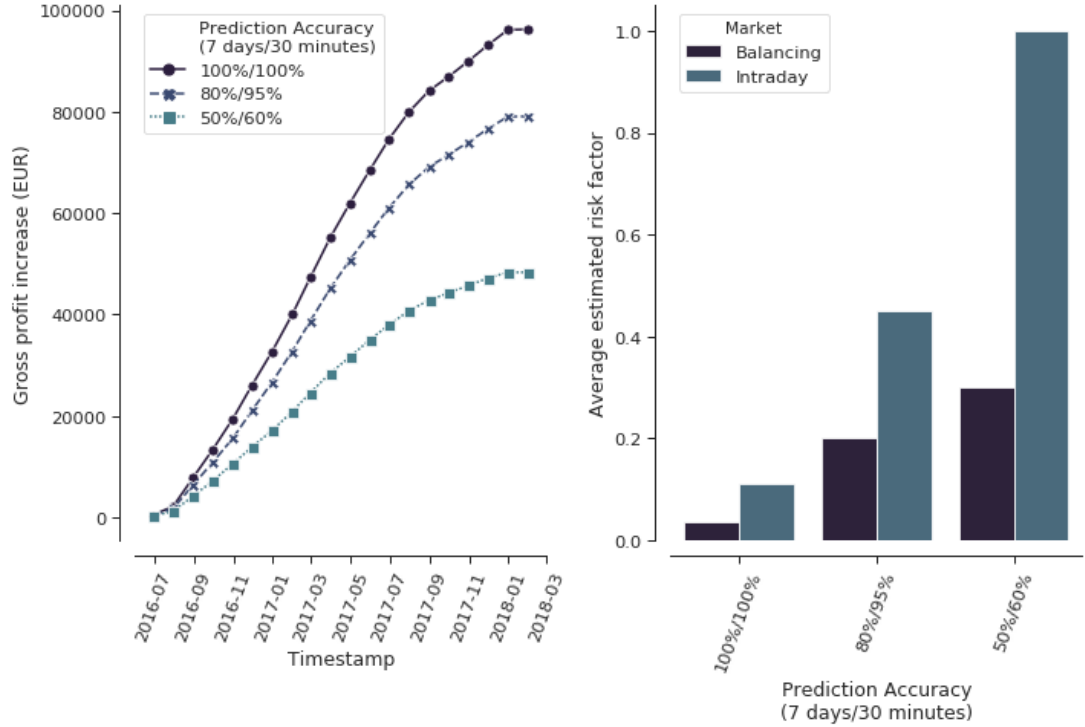 Gross profit increase (EUR)
100000
80000
60000
40000
20000
0
Prediction Accuracy
(7 days/30 minutes)
100%/100%
80%/95%
50%/60%
2016-07
2016-09
2016-11
2017-01
2017-03
2017-05
2017-07
2017-09
2017-11
2018-01
2018-03
Timestamp
Average estimated risk factor
1.0
0.8
0.6
0.4
0.2
0.0
Market
Balancing
Intraday
100%/100%
80%/95%
50%/60%
Prediction Accuracy
(7 days/30 minutes)